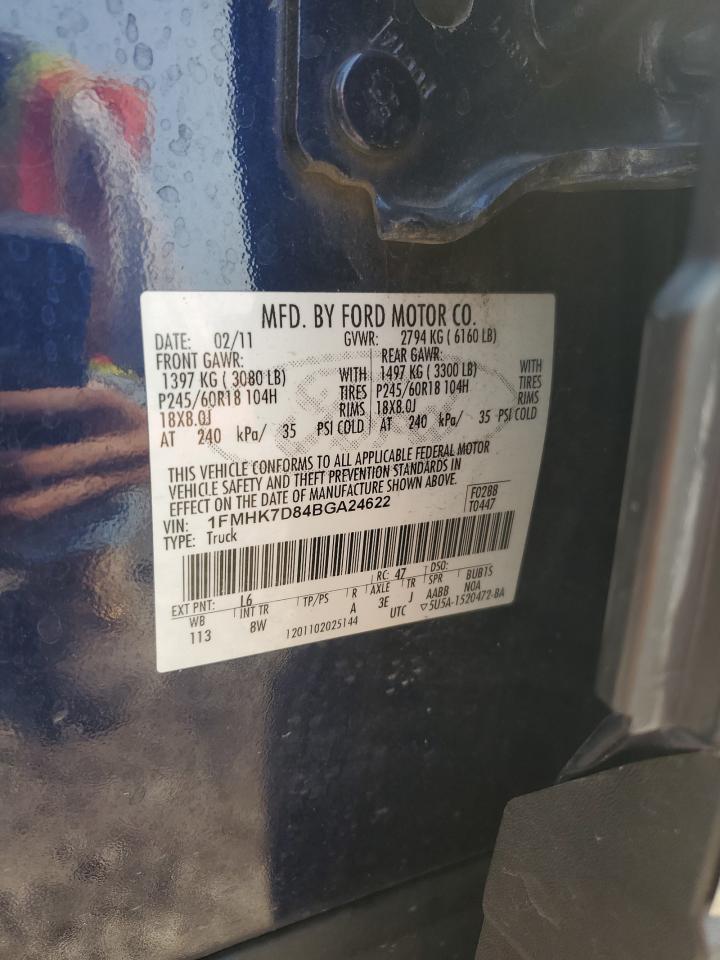 MFD. BY FORD MOTOR CO.
DATE: 02/11 GVWR: 2794 KG ( 6160 LB)
FRONT GAWR: REAR GAWR:
1397 KG ( 3080 LB) WITH 1497 KG ( 3300 LB) WITH
P245/60R18 104H TIRES P245/60R18 104H TIRES
18X8.0J RIMS 18X8.0J RIMS
AT 240 kPa/ 35 PSI COLD AT 240 kPa/ 35 PSI COLD
THIS VEHICLE CONFORMS TO ALL APPLICABLE FEDERAL MOTOR
VEHICLE SAFETY AND THEFT PREVENTION STANDARDS IN
EFFECT ON THE DATE OF MANUFACTURE SHOWN ABOVE.
VIN: 1FMHK7D84BGA24622
F0288
T0447
TYPE: Truck
RC: 47 DSO:
EXT PNT: L6
WB INT TR TP/PS R AXLE TR SPR BUB1S
113 8W A 3E J AABB NOA
1201102025144 UTC ▽5U5A-1520472-BA